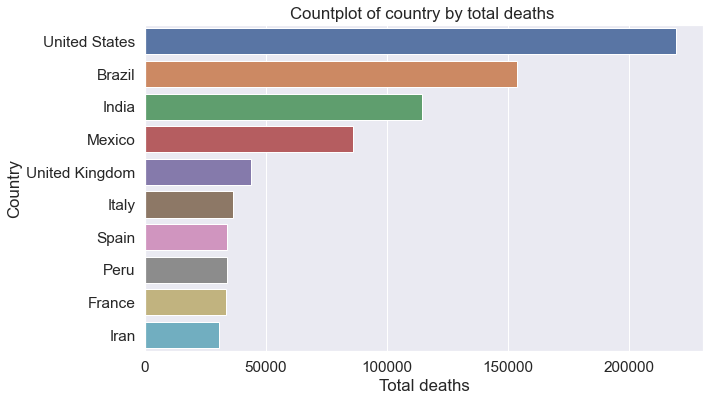 Countplot of country by total deaths
Country
United States
Brazil
India
Mexico
United Kingdom
Italy
Spain
Peru
France
Iran
0 50000 100000 150000 200000
Total deaths